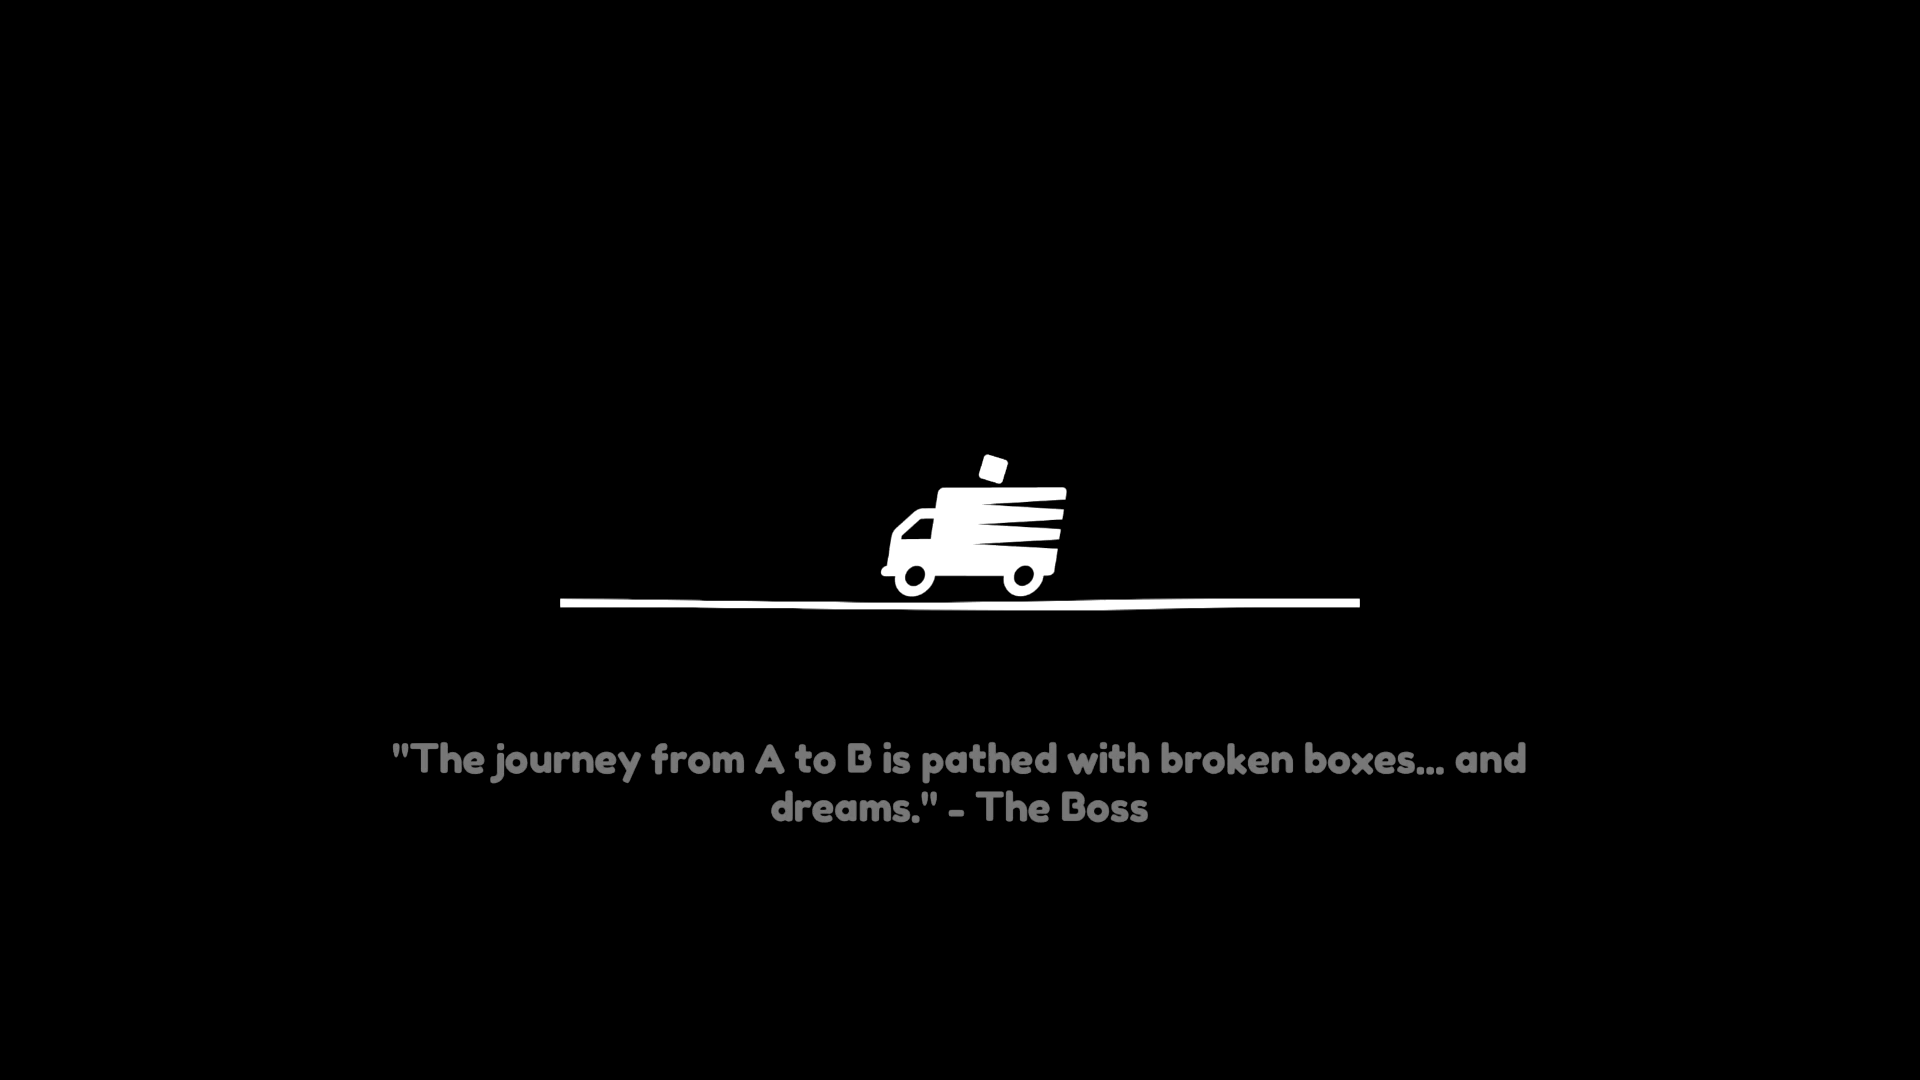 "The journey from A to B is pathed with broken boxes... and
dreams." - The Boss